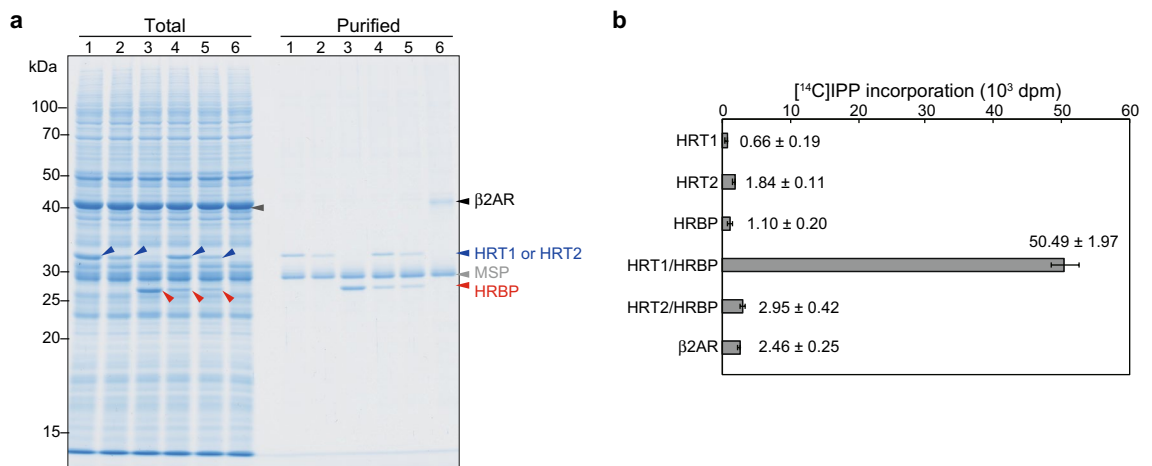 a
Total Purified
1 2 3 4 5 6 1 2 3 4 5 6
kDa
100
70
50
40
30
25
20
15
β2AR
HRT1 or HRT2
MSP
HRBP
b
[¹⁴C]IPP incorporation (10³ dpm)
0 10 20 30 40 50 60
HRT1 0.66 ± 0.19
HRT2 1.84 ± 0.11
HRBP 1.10 ± 0.20
HRT1/HRBP 50.49 ± 1.97
HRT2/HRBP 2.95 ± 0.42
β2AR 2.46 ± 0.25